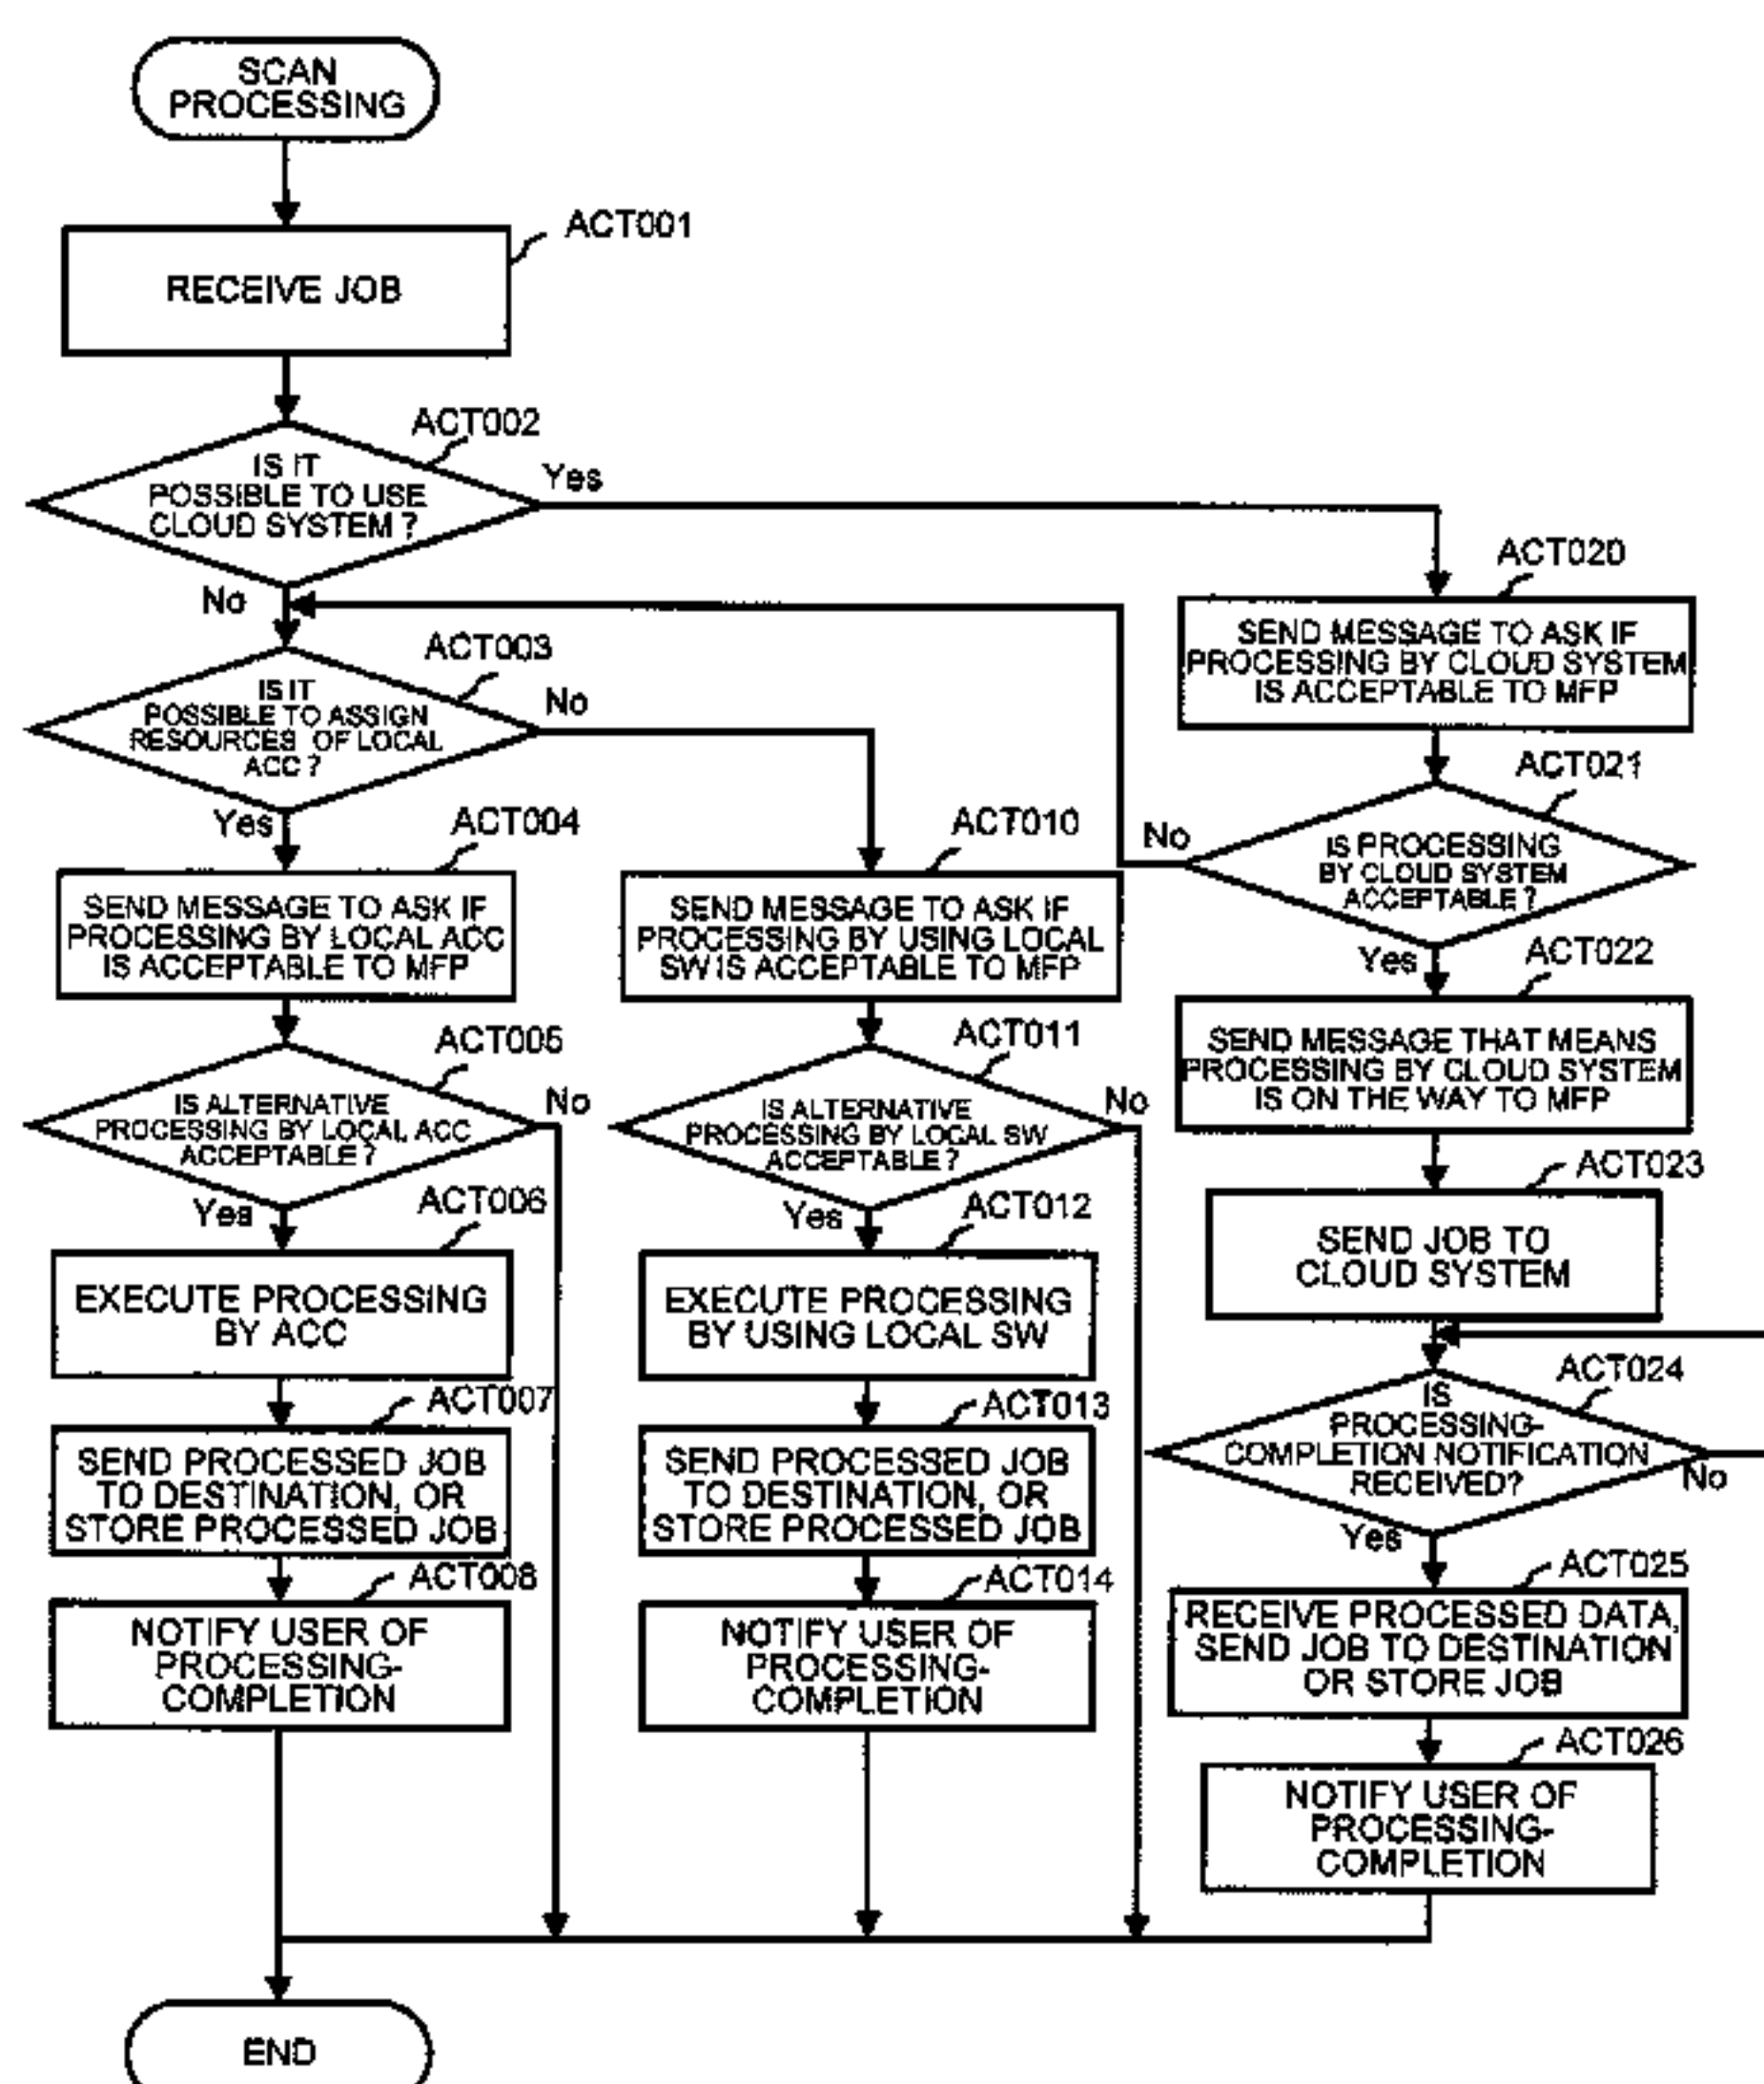 SCAN
PROCESSING
ACT001
RECEIVE JOB
ACT002
IS IT
POSSIBLE TO USE
CLOUD SYSTEM ?
Yes
No
ACT003
IS IT
POSSIBLE TO ASSIGN
RESOURCES OF LOCAL
ACC ?
No
Yes
ACT004
SEND MESSAGE TO ASK IF
PROCESSING BY LOCAL ACC
IS ACCEPTABLE TO MFP
ACT005
IS ALTERNATIVE
PROCESSING BY LOCAL ACC
ACCEPTABLE ?
No
Yes
ACT006
EXECUTE PROCESSING
BY ACC
ACT007
SEND PROCESSED JOB
TO DESTINATION, OR
STORE PROCESSED JOB
ACT008
NOTIFY USER OF
PROCESSING-
COMPLETION
ACT010
SEND MESSAGE TO ASK IF
PROCESSING BY USING LOCAL
SW IS ACCEPTABLE TO MFP
ACT011
IS ALTERNATIVE
PROCESSING BY LOCAL SW
ACCEPTABLE ?
No
Yes
ACT012
EXECUTE PROCESSING
BY USING LOCAL SW
ACT013
SEND PROCESSED JOB
TO DESTINATION, OR
STORE PROCESSED JOB
ACT014
NOTIFY USER OF
PROCESSING-
COMPLETION
ACT020
SEND MESSAGE TO ASK IF
PROCESSING BY CLOUD SYSTEM
IS ACCEPTABLE TO MFP
ACT021
IS PROCESSING
BY CLOUD SYSTEM
ACCEPTABLE ?
No
Yes
ACT022
SEND MESSAGE THAT MEANS
PROCESSING BY CLOUD SYSTEM
IS ON THE WAY TO MFP
ACT023
SEND JOB TO
CLOUD SYSTEM
ACT024
IS
PROCESSING-
COMPLETION NOTIFICATION
RECEIVED?
No
Yes
ACT025
RECEIVE PROCESSED DATA,
SEND JOB TO DESTINATION
OR STORE JOB
ACT026
NOTIFY USER OF
PROCESSING-
COMPLETION
END